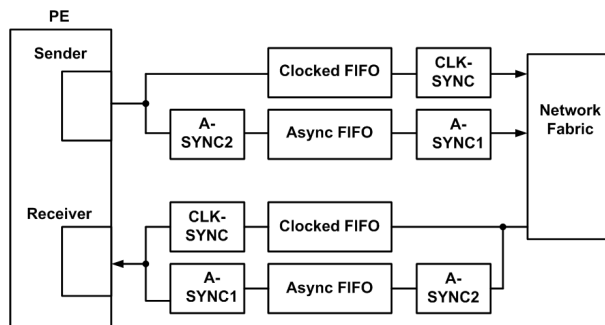 PE
Sender
Clocked FIFO
CLK-
SYNC
A-
SYNC2
Async FIFO
A-
SYNC1
Network
Fabric
Receiver
CLK-
SYNC
Clocked FIFO
A-
SYNC1
Async FIFO
A-
SYNC2